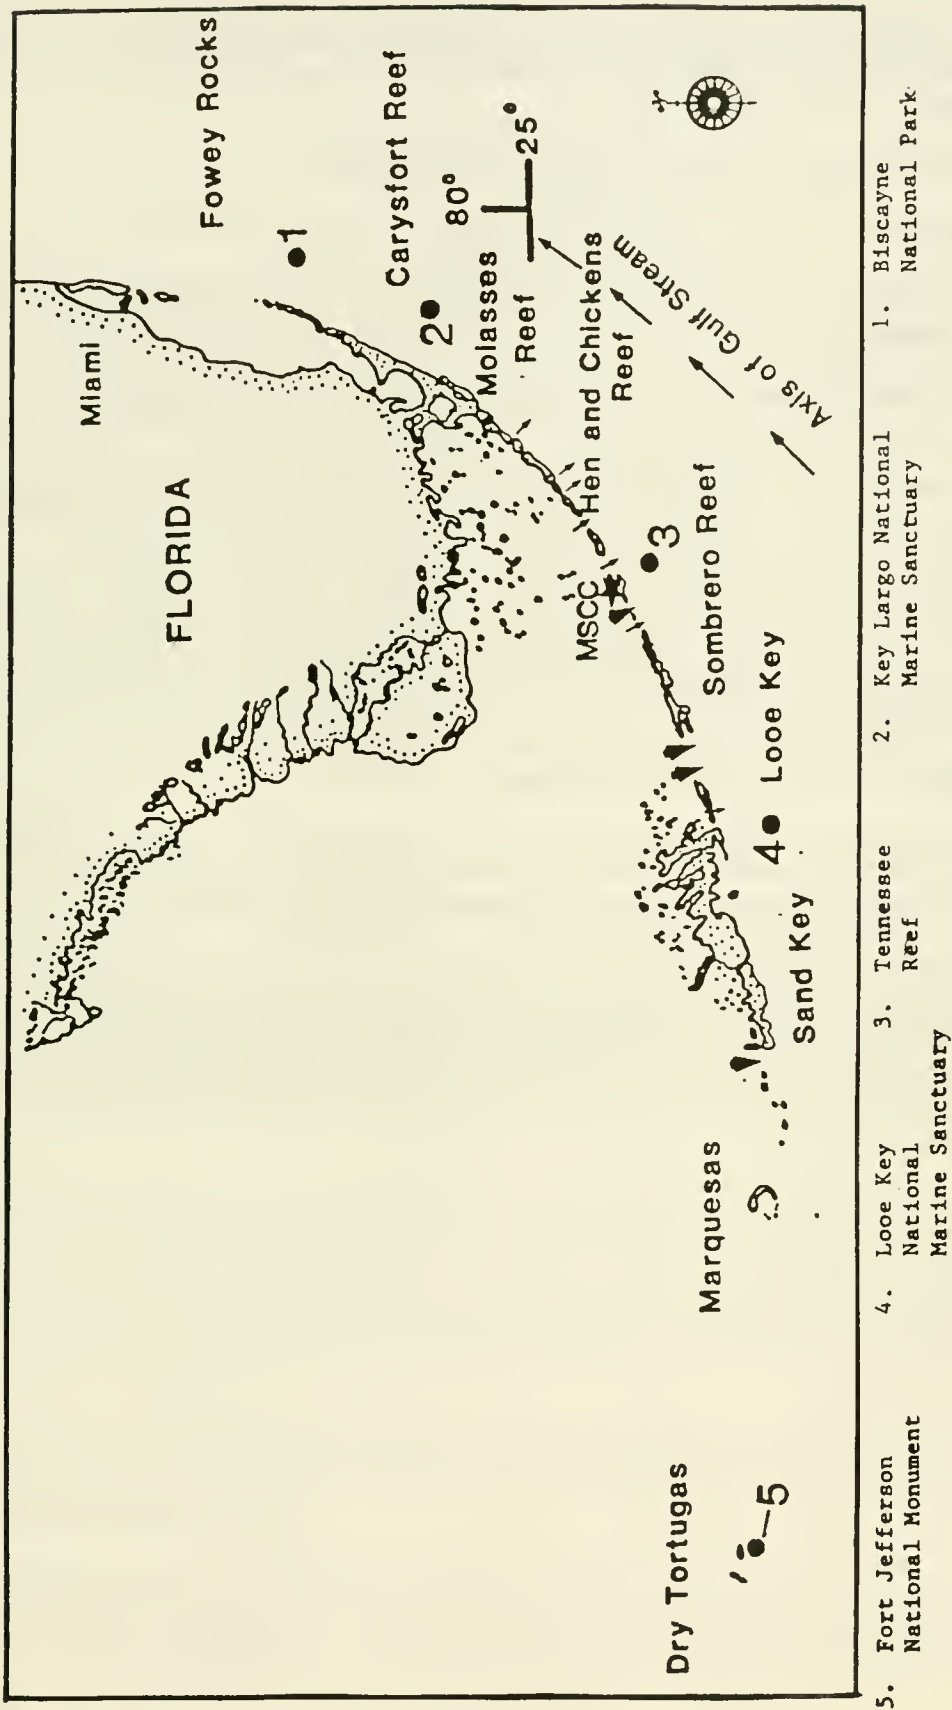 Fowey Rocks
Miami
1
FLORIDA
Carysfort Reef
2
80°
25°
Molasses
Reef
Hen and Chickens
Reef
Axis of Gulf Stream
MSCC
3
Sombrero Reef
4
Looe Key
Sand Key
Marquesas
Dry Tortugas
5
5. Fort Jefferson
National Monument
4. Looe Key
National
Marine Sanctuary
3. Tennessee
Reef
2. Key Largo National
Marine Sanctuary
1. Biscayne
National Park